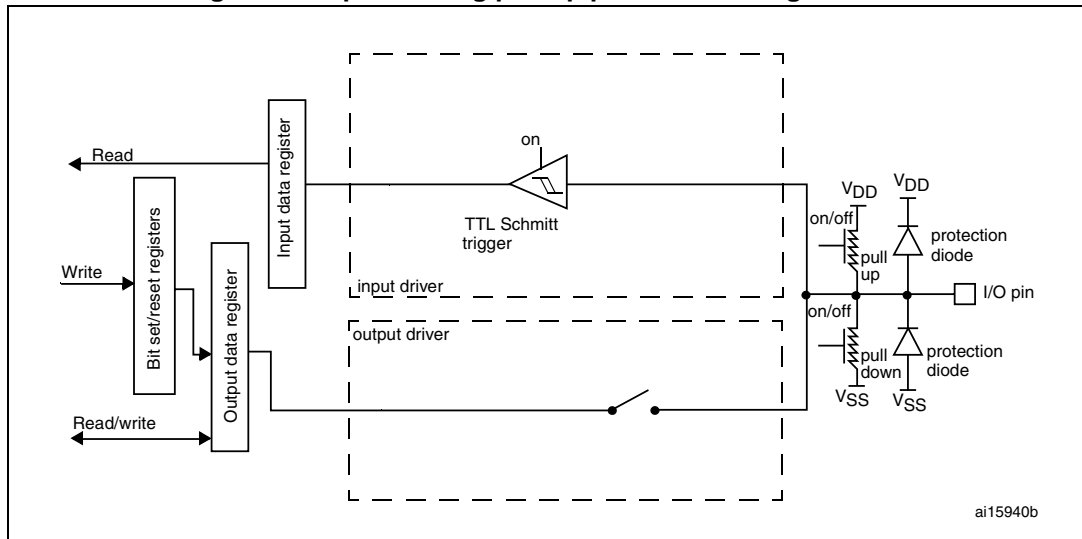 Read
Bit set/reset registers
Write
Read/write
Input data register
Output data register
on
TTL Schmitt
trigger
input driver
output driver
VDD
VDD
on/off
pull
up
protection
diode
I/O pin
on/off
pull
down
protection
diode
VSS
VSS
ai15940b